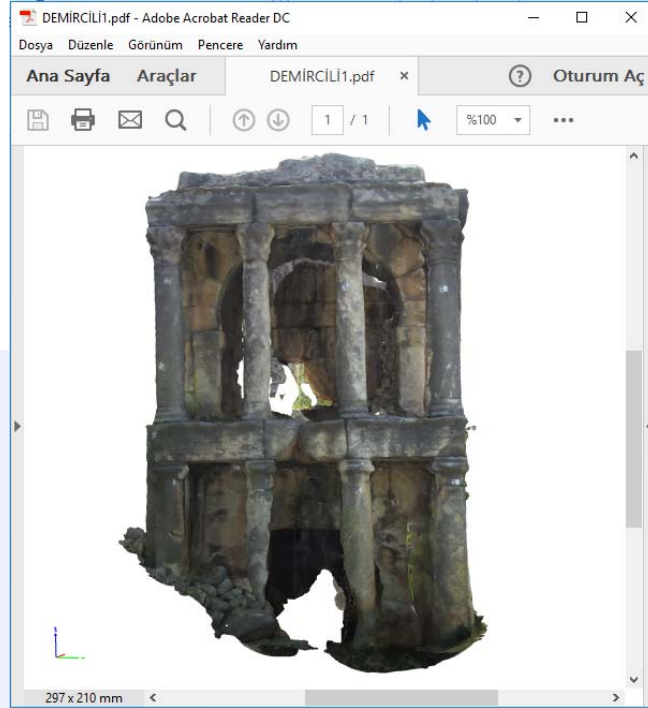 DEMİRCİLİ1.pdf - Adobe Acrobat Reader DC
Dosya Düzenle Görünüm Pencere Yardım
Ana Sayfa Araçlar DEMİRCİLİ1.pdf × Oturum Aç
1 / 1 %100
297 x 210 mm